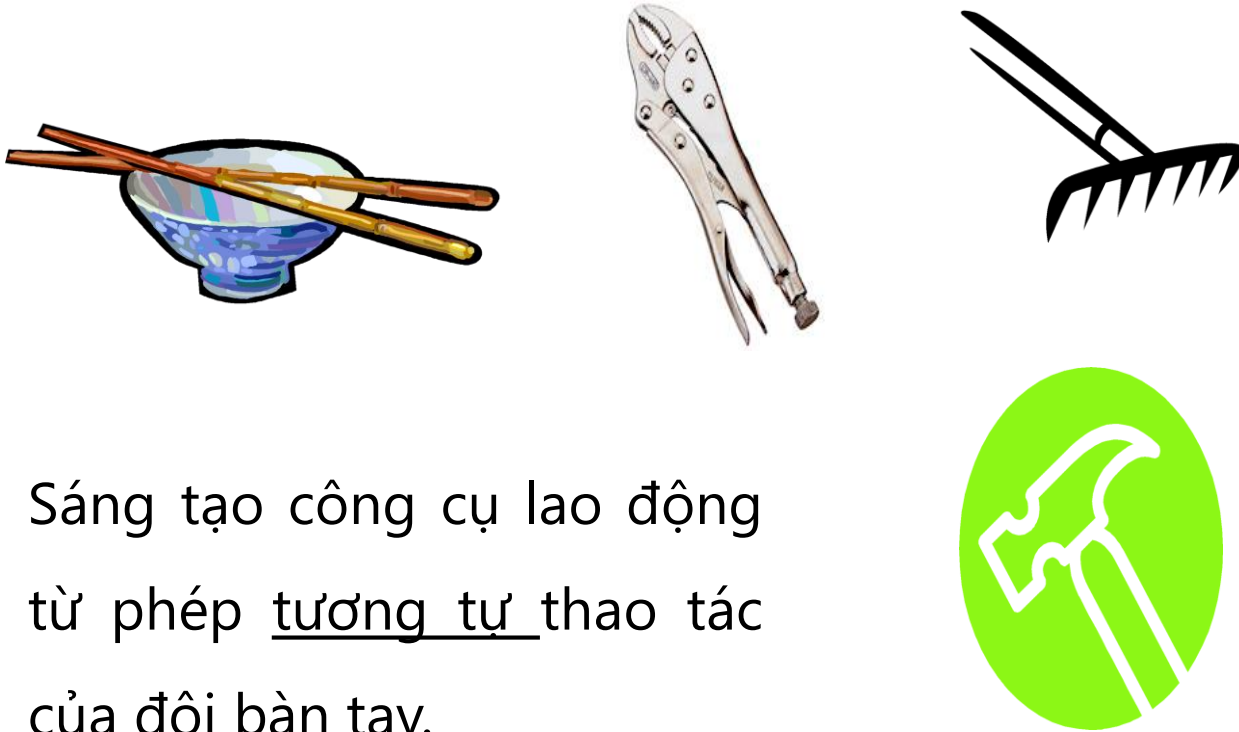 Sáng tạo công cụ lao động
từ phép tương tự thao tác
của đôi bàn tay.